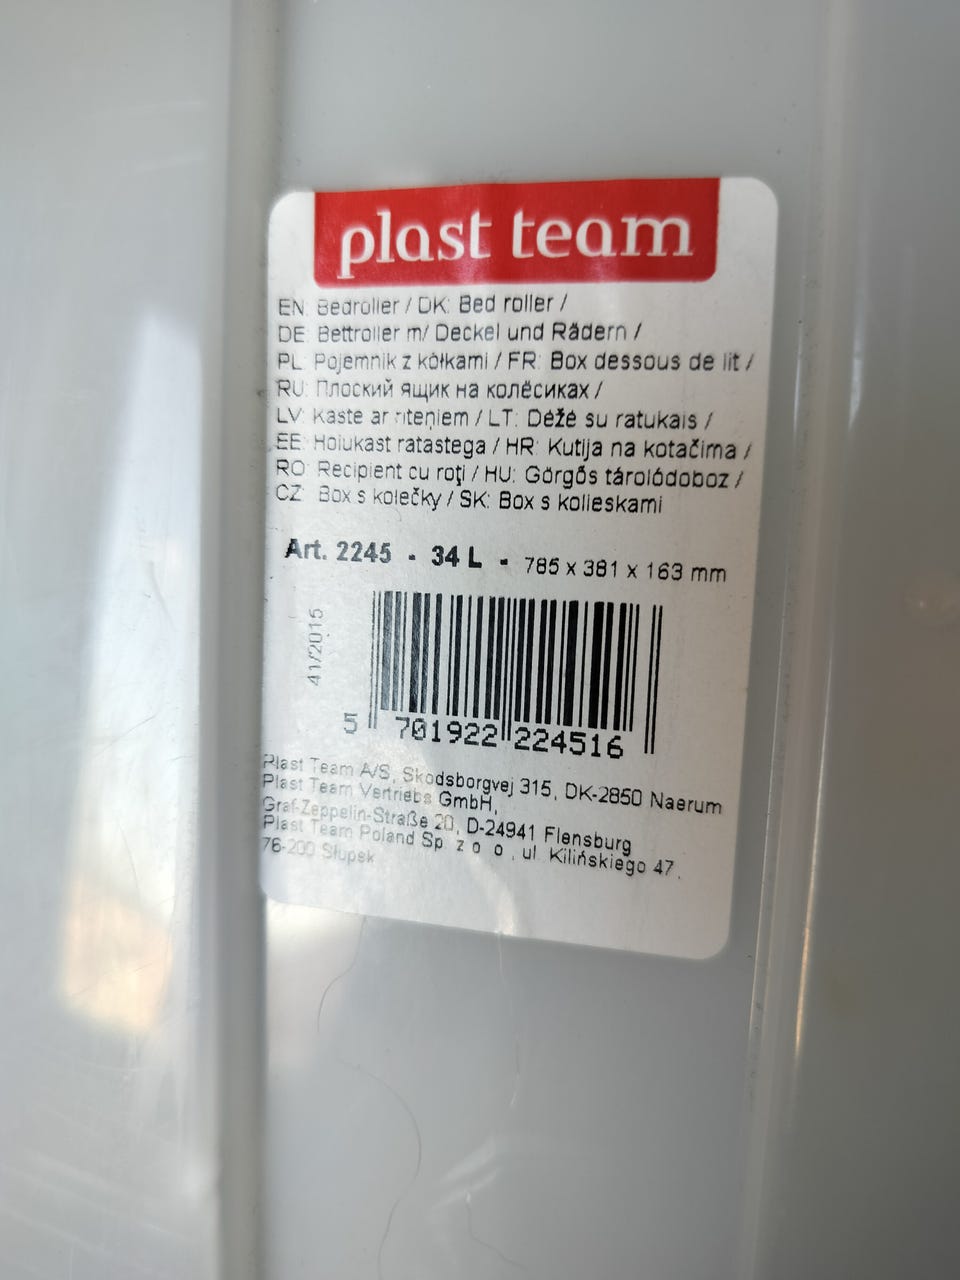 plast team
EN: Bedroller / DK: Bed roller /
DE: Bettroller m/ Deckel und Rädern /
PL: Pojemnik z kółkami / FR: Box dessous de lit /
RU: Плоский ящик на колёсиках /
LV: Kaste ar riteņiem / LT: Dėžė su ratukais /
EE: Hoiukast ratastega / HR: Kutija na kotačima /
RO: Recipient cu roţi / HU: Görgős tárolódoboz /
CZ: Box s kolečky / SK: Box s kolieskami
Art. 2245 - 34 L - 785 x 381 x 163 mm
41/2015
5 701922 224516
Plast Team A/S, Skodsborgvej 315, DK-2850 Naerum
Plast Team Vertriebs GmbH,
Graf-Zeppelin-Straße 20, D-24941 Flensburg
Plast Team Poland Sp. z o. o., ul. Kilińskiego 47,
76-200 Słupsk